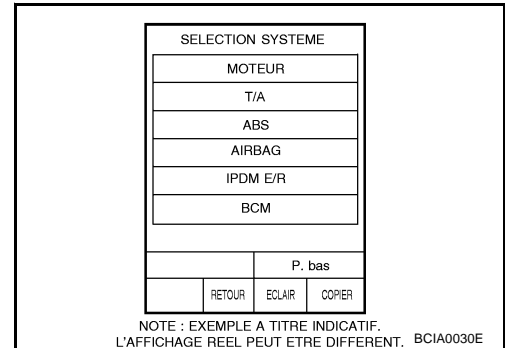 SELECTION SYSTEME
MOTEUR
T/A
ABS
AIRBAG
IPDM E/R
BCM
P. bas
RETOUR ECLAIR COPIER
NOTE : EXEMPLE A TITRE INDICATIF.
L'AFFICHAGE REEL PEUT ETRE DIFFERENT. BCIA0030E